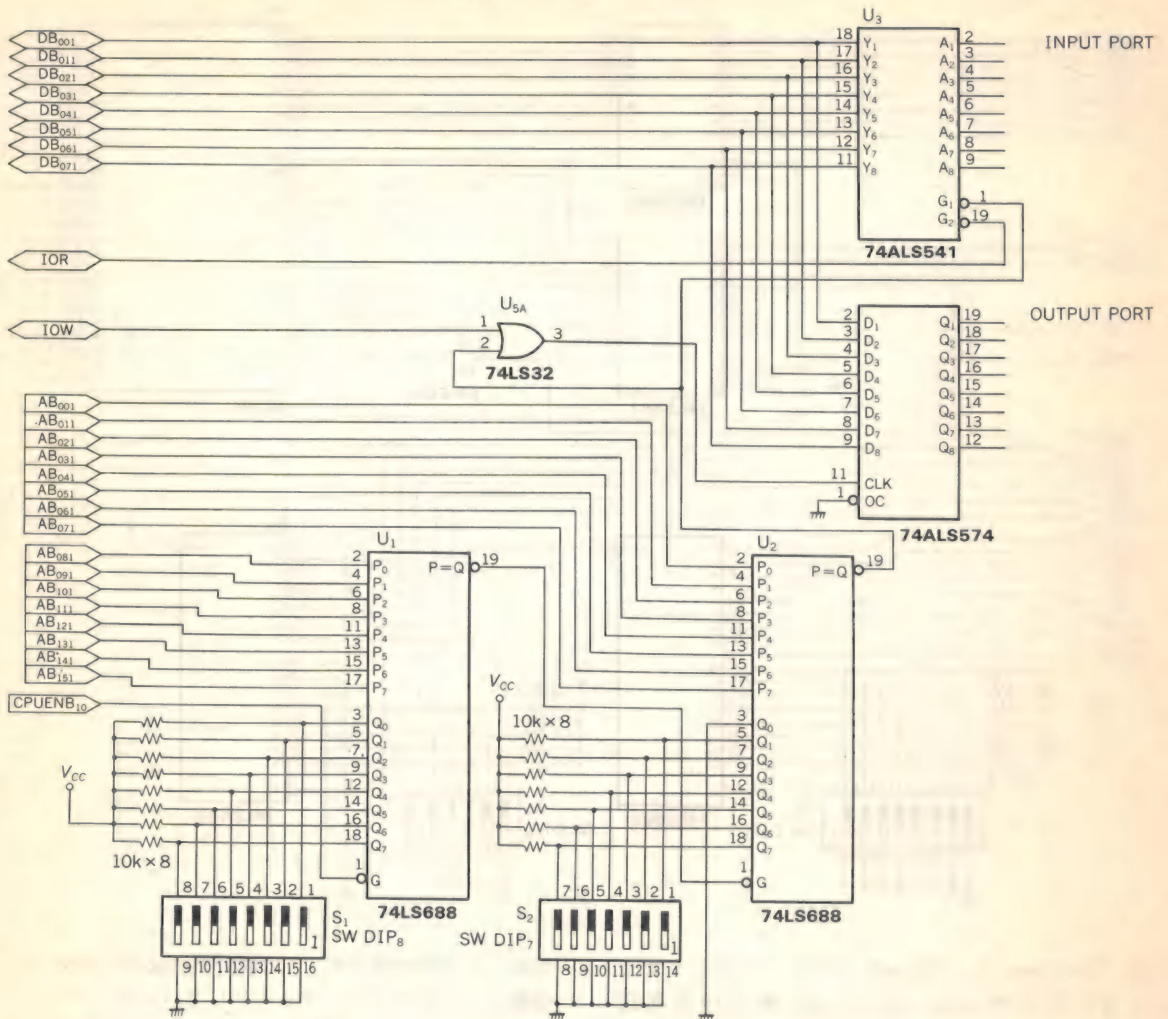 U3
DB001
DB011
DB021
DB031
DB041
DB051
DB061
DB071
18 Y1 A1 2
17 Y2 A2 3
16 Y3 A3 4
15 Y4 A4 5
14 Y5 A5 6
13 Y6 A6 7
12 Y7 A7 8
11 Y8 A8 9
G1 1
G2 19
74ALS541
INPUT PORT
IOR
IOW
U5A
1
2
3
74LS32
OUTPUT PORT
2 D1 Q1 19
3 D2 Q2 18
4 D3 Q3 17
5 D4 Q4 16
6 D5 Q5 15
7 D6 Q6 14
8 D7 Q7 13
9 D8 Q8 12
11 CLK
1 OC
74ALS574
AB001
AB011
AB021
AB031
AB041
AB051
AB061
AB071
AB081
AB091
AB101
AB111
AB121
AB131
AB141
AB151
CPUENB10
U1
2 P0 P=Q 19
4 P1
6 P2
8 P3
11 P4
13 P5
15 P6
17 P7
3 Q0
5 Q1
7 Q2
9 Q3
12 Q4
14 Q5
16 Q6
18 Q7
1 G
74LS688
VCC
10k×8
8 7 6 5 4 3 2 1
S1
SW DIP8
1
9 10 11 12 13 14 15 16
U2
2 P0 P=Q 19
4 P1
6 P2
8 P3
11 P4
13 P5
15 P6
17 P7
3 Q0
5 Q1
7 Q2
9 Q3
12 Q4
14 Q5
16 Q6
18 Q7
1 G
74LS688
VCC
10k×8
7 6 5 4 3 2 1
S2
SW DIP7
1
8 9 10 11 12 13 14